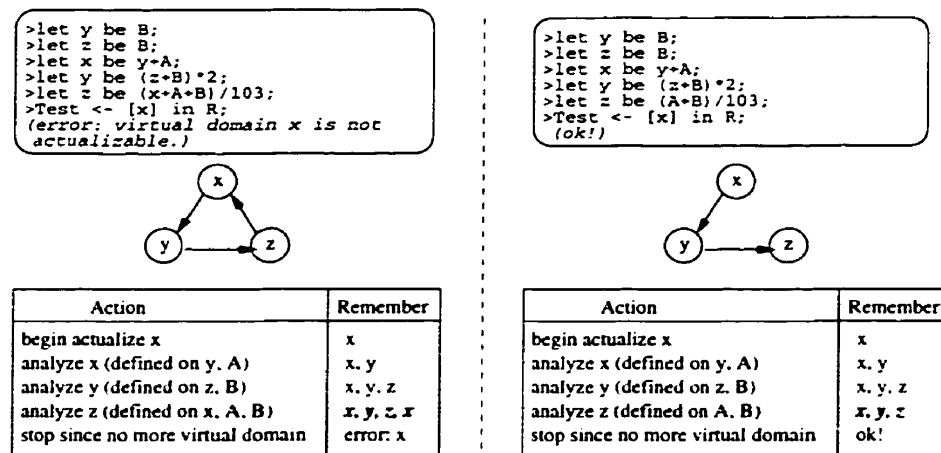 >let y be B;
>let z be B;
>let x be y+A;
>let y be (z+B)*2;
>let z be (x+A+B)/103;
>Test <- [x] in R;
(error: virtual domain x is not
actualizable.)
x
y
z
Action Remember
begin actualize x x
analyze x (defined on y, A) x, y
analyze y (defined on z, B) x, y, z
analyze z (defined on x, A, B) x, y, z, x
stop since no more virtual domain error: x
>let y be B;
>let z be B;
>let x be y+A;
>let y be (z+B)*2;
>let z be (A+B)/103;
>Test <- [x] in R;
(ok!)
x
y
z
Action Remember
begin actualize x x
analyze x (defined on y, A) x, y
analyze y (defined on z, B) x, y, z
analyze z (defined on A, B) x, y, z
stop since no more virtual domain ok!